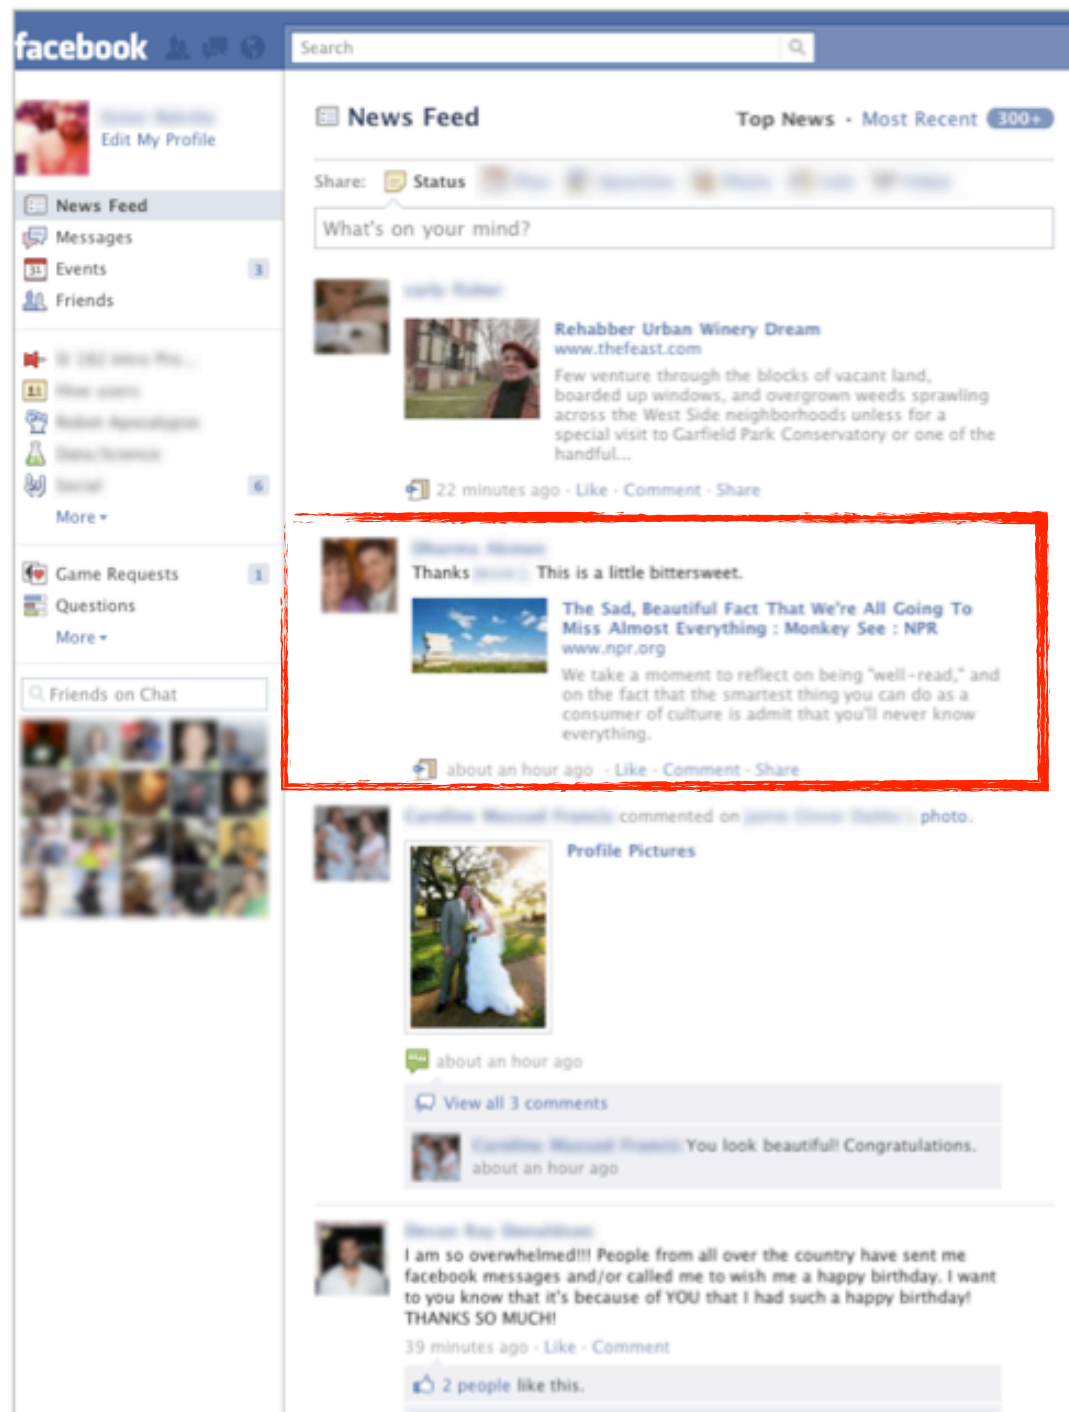 facebook
Search
Edit My Profile
News Feed
Messages
Events 3
Friends
6
More
Game Requests 1
Questions
More
Friends on Chat
News Feed
Top News · Most Recent 300+
Share: Status
What's on your mind?
Rehabber Urban Winery Dream
www.thefeast.com
Few venture through the blocks of vacant land,
boarded up windows, and overgrown weeds sprawling
across the West Side neighborhoods unless for a
special visit to Garfield Park Conservatory or one of the
handful...
22 minutes ago · Like · Comment · Share
Thanks This is a little bittersweet.
The Sad, Beautiful Fact That We're All Going To
Miss Almost Everything : Monkey See : NPR
www.npr.org
We take a moment to reflect on being "well-read," and
on the fact that the smartest thing you can do as a
consumer of culture is admit that you'll never know
everything.
about an hour ago · Like · Comment · Share
commented on photo.
Profile Pictures
about an hour ago
View all 3 comments
You look beautiful! Congratulations.
about an hour ago
I am so overwhelmed!!! People from all over the country have sent me
facebook messages and/or called me to wish me a happy birthday. I want
to you know that it's because of YOU that I had such a happy birthday!
THANKS SO MUCH!
39 minutes ago · Like · Comment
2 people like this.